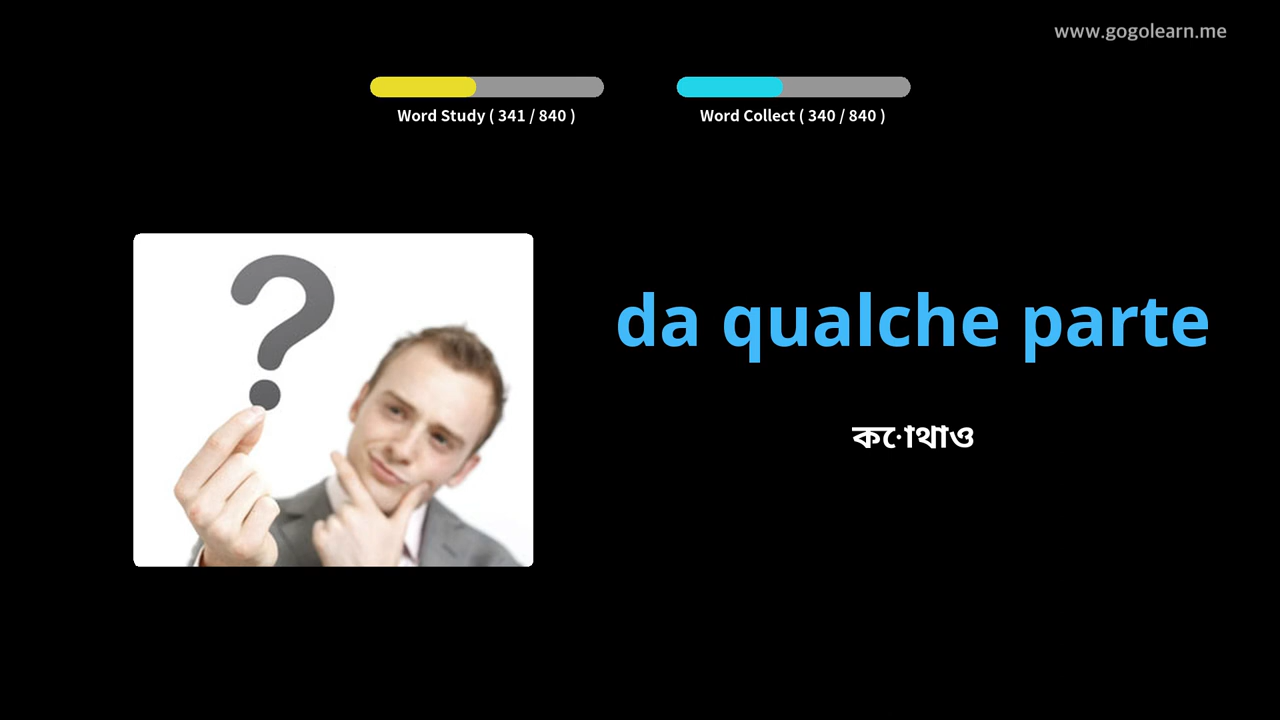 www.gogolearn.me
Word Study ( 341 / 840 )
Word Collect ( 340 / 840 )
da qualche parte
কোথাও